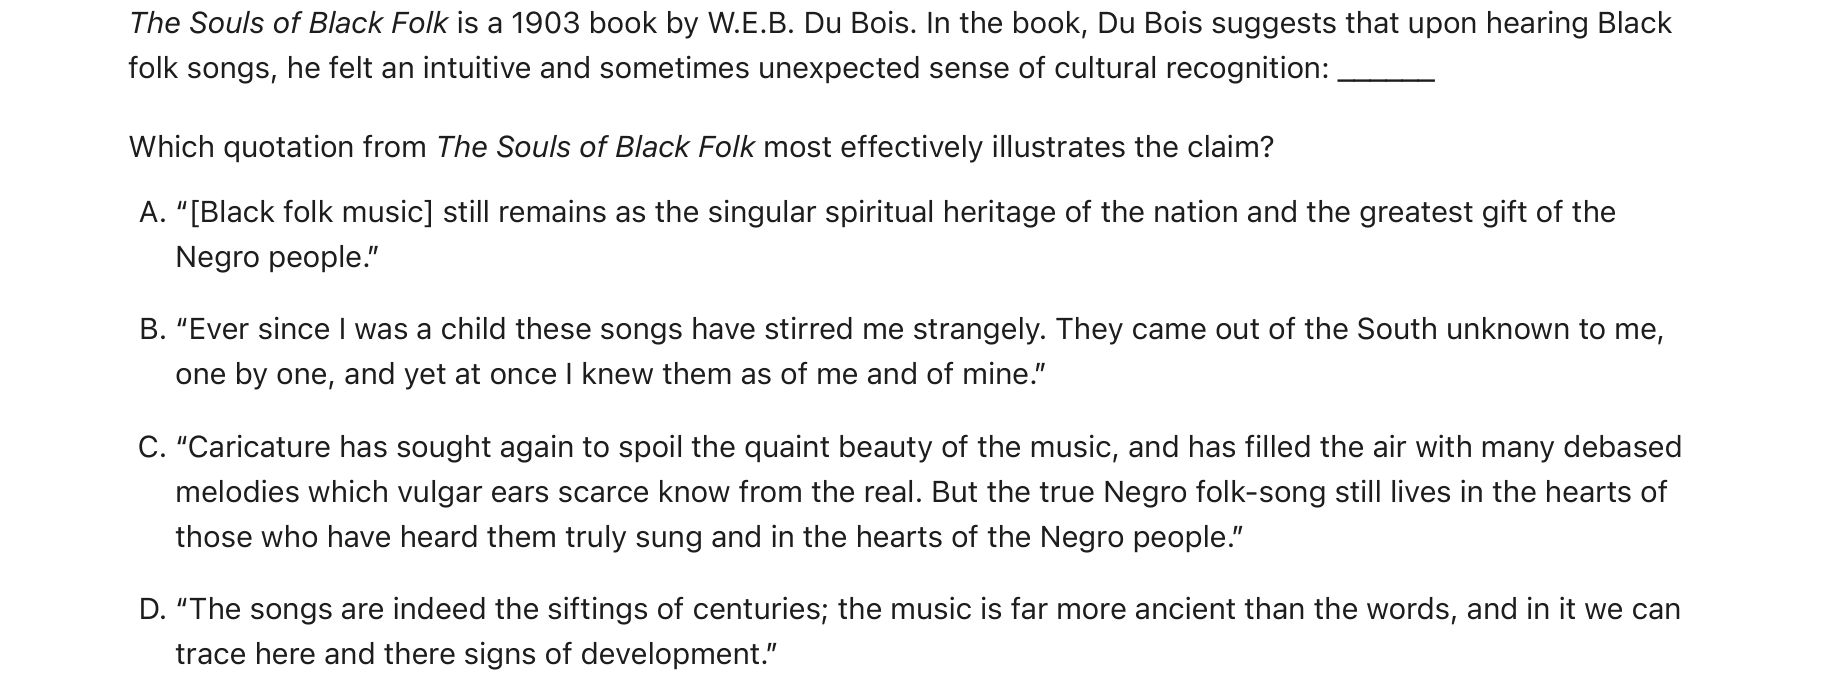 The Souls of Black Folk is a 1903 book by W.E.B. Du Bois. In the book, Du Bois suggests that upon hearing Black
folk songs, he felt an intuitive and sometimes unexpected sense of cultural recognition: ______
Which quotation from The Souls of Black Folk most effectively illustrates the claim?
A. “[Black folk music] still remains as the singular spiritual heritage of the nation and the greatest gift of the
Negro people.”
B. “Ever since I was a child these songs have stirred me strangely. They came out of the South unknown to me,
one by one, and yet at once I knew them as of me and of mine.”
C. “Caricature has sought again to spoil the quaint beauty of the music, and has filled the air with many debased
melodies which vulgar ears scarce know from the real. But the true Negro folk-song still lives in the hearts of
those who have heard them truly sung and in the hearts of the Negro people.”
D. “The songs are indeed the siftings of centuries; the music is far more ancient than the words, and in it we can
trace here and there signs of development.”